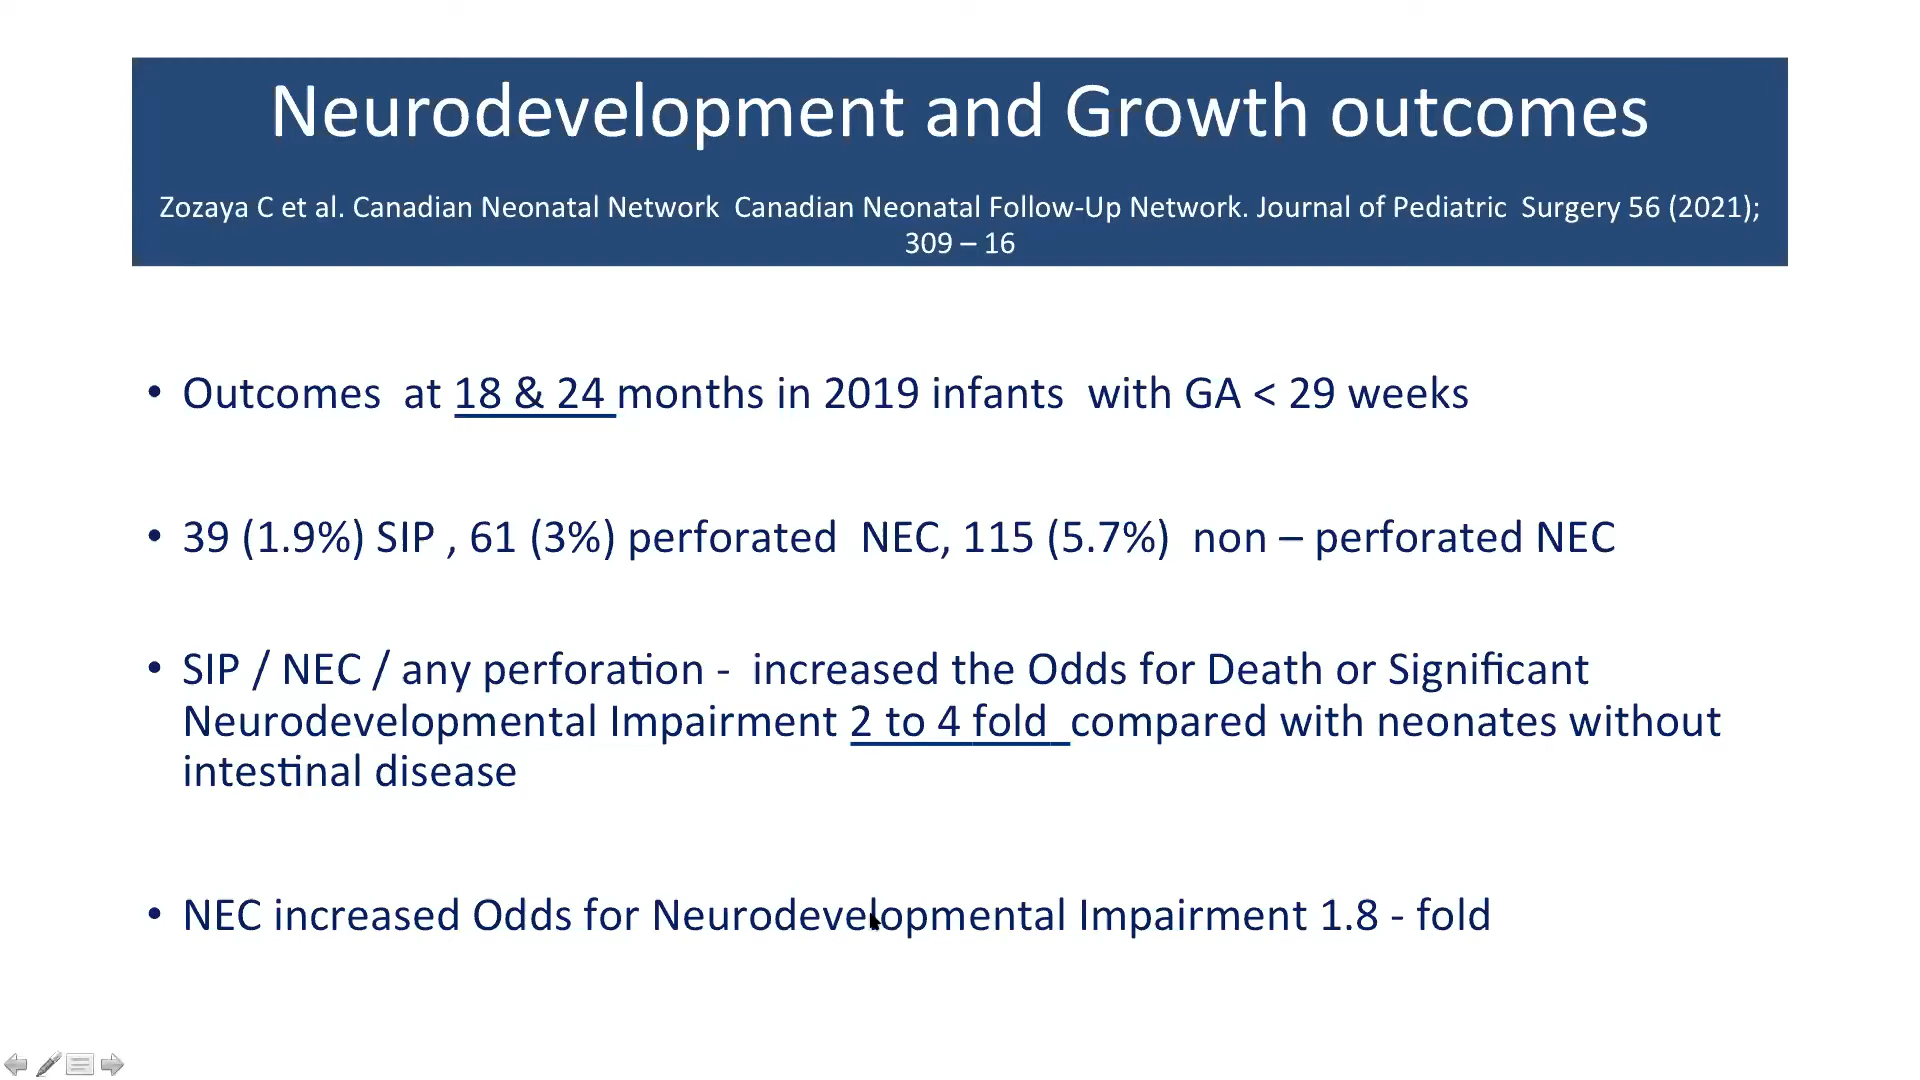 Neurodevelopment and Growth outcomes
Zozaya C et al. Canadian Neonatal Network  Canadian Neonatal Follow-Up Network. Journal of Pediatric  Surgery 56 (2021);
309 – 16
• Outcomes  at 18 & 24 months in 2019 infants  with GA < 29 weeks
• 39 (1.9%) SIP , 61 (3%) perforated  NEC, 115 (5.7%)  non – perforated NEC
• SIP / NEC / any perforation -  increased the Odds for Death or Significant
Neurodevelopmental Impairment 2 to 4 fold  compared with neonates without
intestinal disease
• NEC increased Odds for Neurodevelopmental Impairment 1.8 - fold